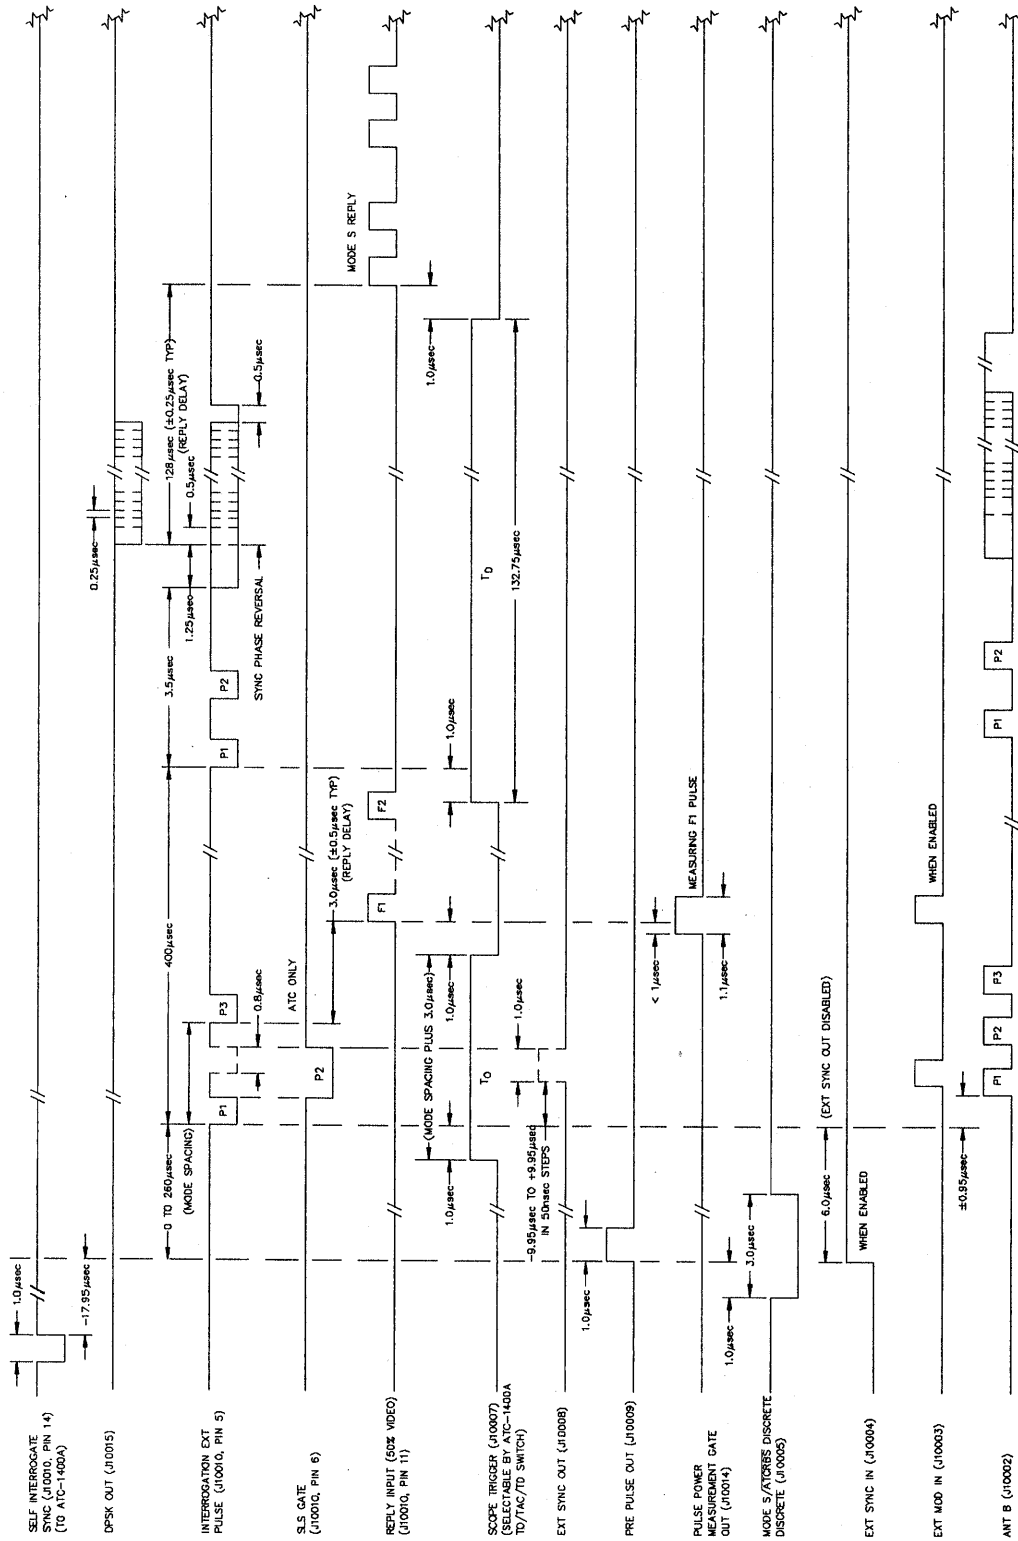 SELF INTERROGATE
SYNC (J10010, PIN 14)
(TO ATC-1400A)
1.0µsec
-17.95µsec
DPSK OUT (J10015)
0.25µsec
INTERROGATION EXT
PULSE (J10010, PIN 5)
-0 TO 260µsec
(MODE SPACING)
400µsec
3.5µsec
1.25µsec
0.5µsec
128µsec (±0.25µsec TYP)
(REPLY DELAY)
0.5µsec
P1
P3
0.8µsec
P1
P2
SYNC PHASE REVERSAL
SLS GATE
(J10010, PIN 6)
P2
ATC ONLY
3.0µsec (±0.5µsec TYP)
(REPLY DELAY)
REPLY INPUT (50% VIDEO)
(J10010, PIN 11)
F1
F2
MODE S REPLY
SCOPE TRIGGER (J10007)
(SELECTABLE BY ATC-1400A
TO/TAC/TD SWITCH)
1.0µsec
(MODE SPACING PLUS 3.0µsec)
TO
1.0µsec
1.0µsec
TD
132.75µsec
1.0µsec
EXT SYNC OUT (J10008)
-9.95µsec TO +9.95µsec
IN 50nsec STEPS
1.0µsec
PRE PULSE OUT (J10009)
1.0µsec
PULSE POWER
MEASUREMENT GATE
OUT (J10014)
< 1µsec
1.1µsec
MEASURING F1 PULSE
MODE S/ATCRBS DISCRETE
DISCRETE (J10005)
1.0µsec
3.0µsec
EXT SYNC IN (J10004)
WHEN ENABLED
6.0µsec
(EXT SYNC OUT DISABLED)
EXT MOD IN (J10003)
WHEN ENABLED
±0.95µsec
ANT B (J10002)
P1
P2
P3
P1
P2